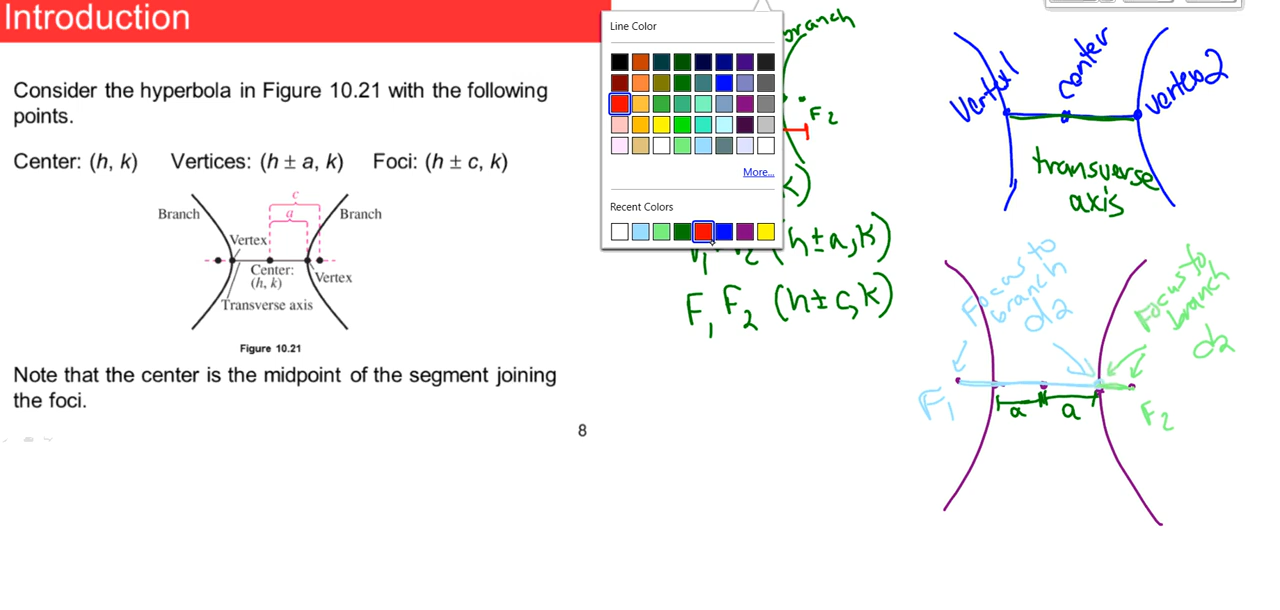 Introduction
Consider the hyperbola in Figure 10.21 with the following
points.
Center: (h, k) Vertices: (h ± a, k) Foci: (h ± c, k)
c
a
Branch
Branch
Vertex
Center:
(h, k)
Vertex
Transverse axis
Figure 10.21
Note that the center is the midpoint of the segment joining
the foci.
8
Line Color
More...
Recent Colors
branch
F2
k)
(h±a,k)
F1 F2 (h±c,k)
center
vertex2
transverse
axis
Focus to
branch
d2
Focus to
branch
d2
F1
a
a
F2